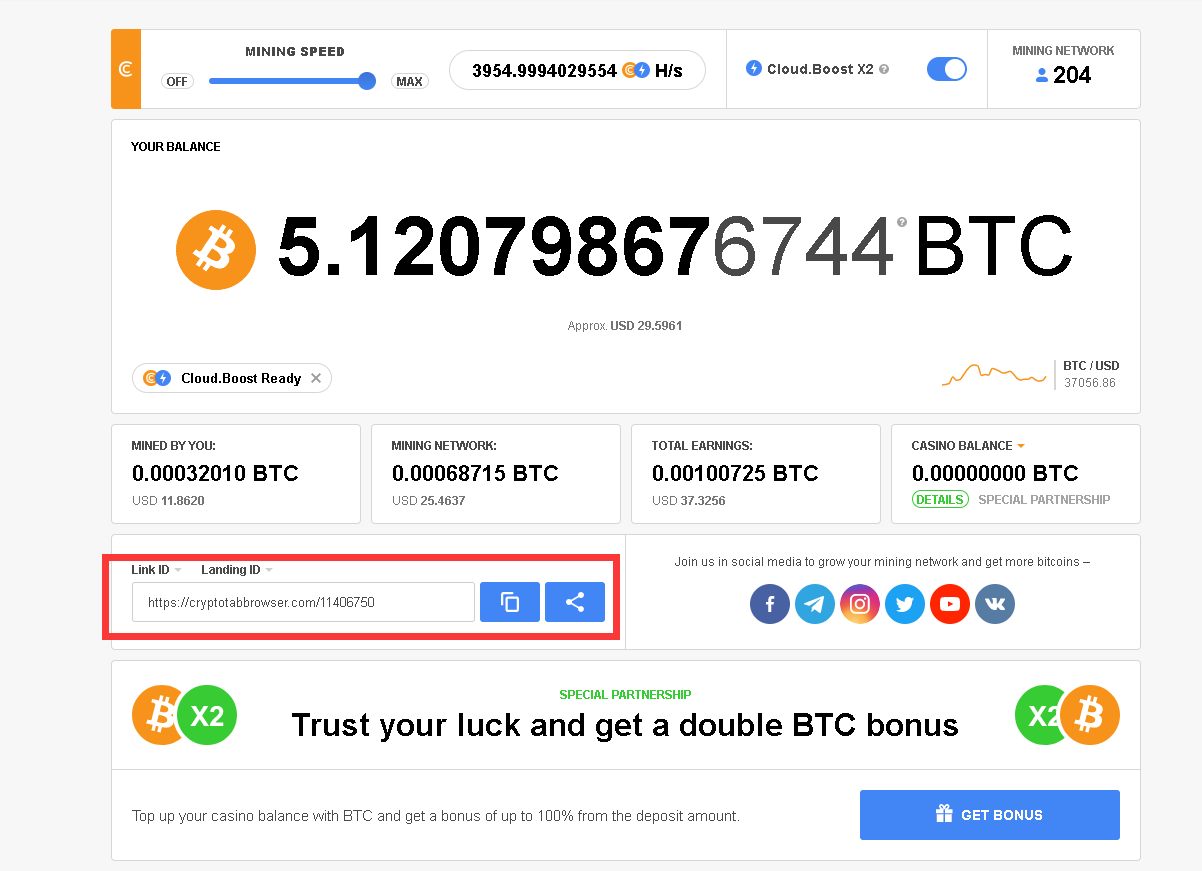 MINING SPEED
OFF
MAX
3954.9994029554 H/s
Cloud.Boost X2 ?
MINING NETWORK
204
YOUR BALANCE
5.120798676744 ? BTC
Approx. USD 29.5961
Cloud.Boost Ready ×
BTC / USD
37056.86
MINED BY YOU:
0.00032010 BTC
USD 11.8620
MINING NETWORK:
0.00068715 BTC
USD 25.4637
TOTAL EARNINGS:
0.00100725 BTC
USD 37.3256
CASINO BALANCE
0.00000000 BTC
DETAILS SPECIAL PARTNERSHIP
Link ID Landing ID
https://cryptotabbrowser.com/11406750
Join us in social media to grow your mining network and get more bitcoins –
X2
SPECIAL PARTNERSHIP
Trust your luck and get a double BTC bonus
X2
Top up your casino balance with BTC and get a bonus of up to 100% from the deposit amount.
GET BONUS